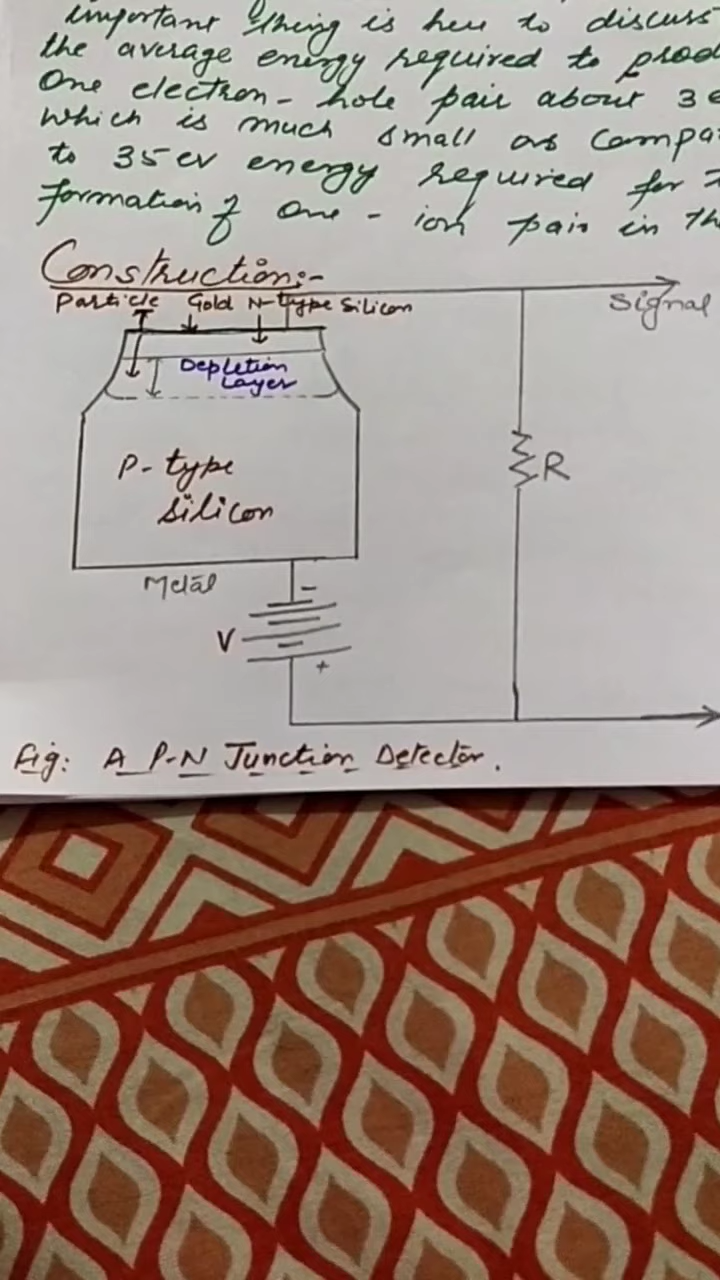 important thing is here to discuss
the average energy required to prod
One electron - hole pair about 3 e
which is much small as compa
to 35 ev energy required for
formation of one - ion pair in th
Construction:-
Particle Gold N-type Silicon
Signal
Depletion
Layer
R
P-type
Silicon
Metal
-
V
+
Fig: A P-N Junction Detector.